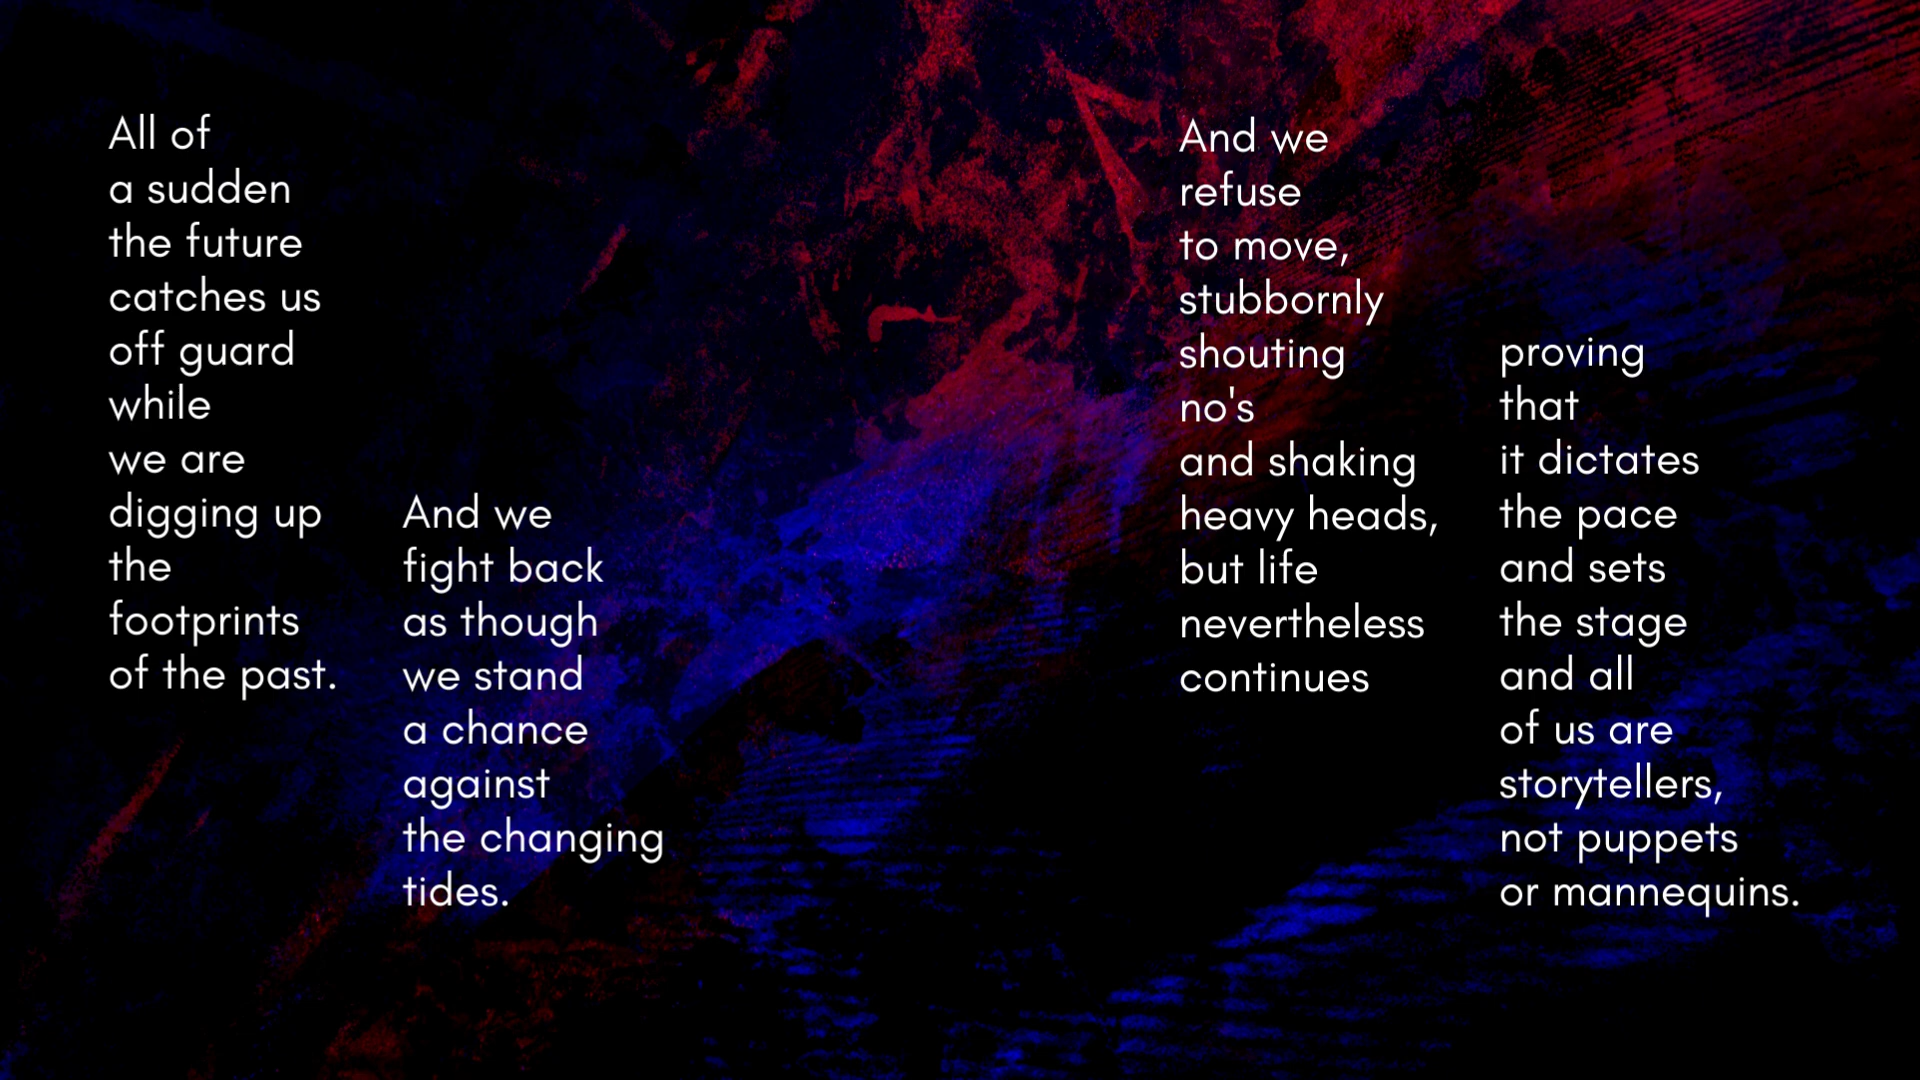 All of
a sudden
the future
catches us
off guard
while
we are
digging up
the
footprints
of the past.
And we
fight back
as though
we stand
a chance
against
the changing
tides.
And we
refuse
to move,
stubbornly
shouting
no's
and shaking
heavy heads,
but life
nevertheless
continues
proving
that
it dictates
the pace
and sets
the stage
and all
of us are
storytellers,
not puppets
or mannequins.